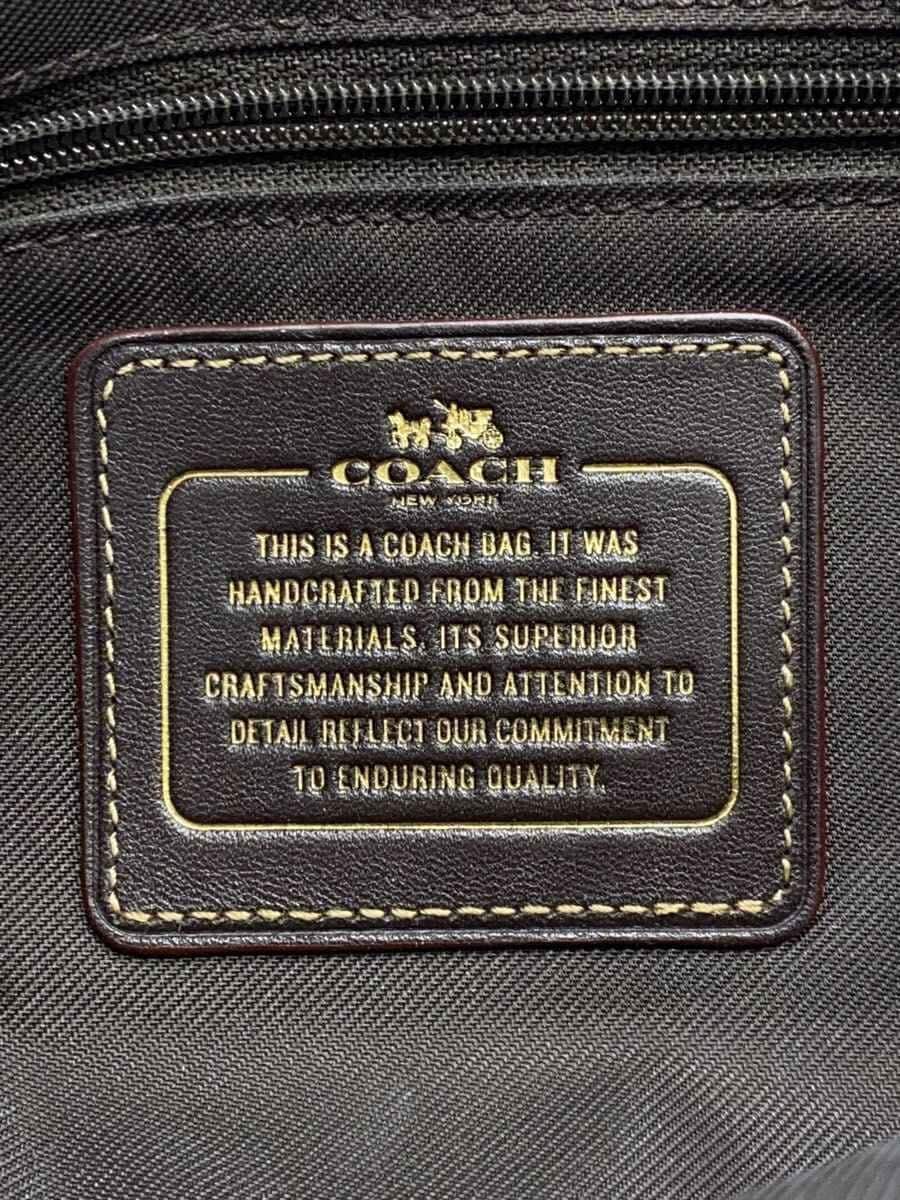 COACH
NEW YORK
THIS IS A COACH BAG. IT WAS
HANDCRAFTED FROM THE FINEST
MATERIALS. ITS SUPERIOR
CRAFTSMANSHIP AND ATTENTION TO
DETAIL REFLECT OUR COMMITMENT
TO ENDURING QUALITY.